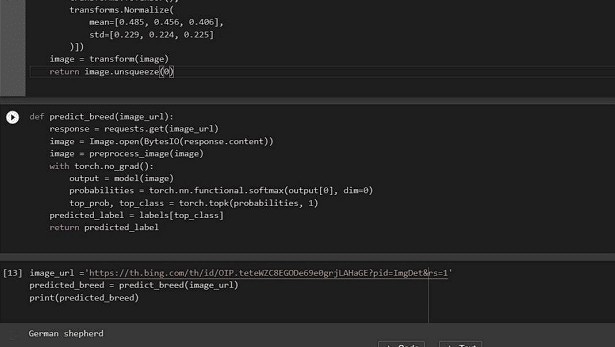 transforms.Normalize(
mean=[0.485, 0.456, 0.406],
std=[0.229, 0.224, 0.225]
)])
image = transform(image)
return image.unsqueeze(0)
def predict_breed(image_url):
response = requests.get(image_url)
image = Image.open(BytesIO(response.content))
image = preprocess_image(image)
with torch.no_grad():
output = model(image)
probabilities = torch.nn.functional.softmax(output[0], dim=0)
top_prob, top_class = torch.topk(probabilities, 1)
predicted_label = labels[top_class]
return predicted_label
[13] image_url ='https://th.bing.com/th/id/OIP.teteWZC8EGODe69e0grjLAHaGE?pid=ImgDet&rs=1'
predicted_breed = predict_breed(image_url)
print(predicted_breed)
German shepherd